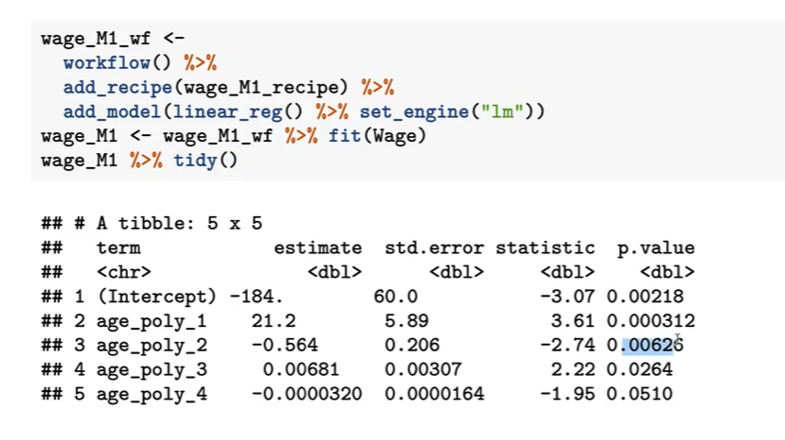 wage_M1_wf <-
workflow() %>%
add_recipe(wage_M1_recipe) %>%
add_model(linear_reg() %>% set_engine("lm"))
wage_M1 <- wage_M1_wf %>% fit(Wage)
wage_M1 %>% tidy()
## # A tibble: 5 x 5
## term estimate std.error statistic p.value
## <chr> <dbl> <dbl> <dbl> <dbl>
## 1 (Intercept) -184. 60.0 -3.07 0.00218
## 2 age_poly_1 21.2 5.89 3.61 0.000312
## 3 age_poly_2 -0.564 0.206 -2.74 0.00626
## 4 age_poly_3 0.00681 0.00307 2.22 0.0264
## 5 age_poly_4 -0.0000320 0.0000164 -1.95 0.0510